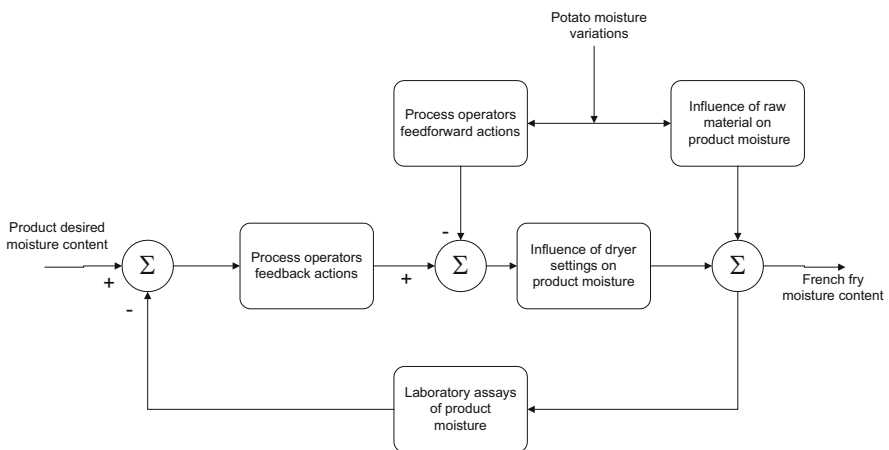 Potato moisture
variations
Process operators
feedforward actions
Influence of raw
material on
product moisture
Product desired
moisture content
-
Σ
Process operators
feedback actions
Σ
Influence of dryer
settings on
product moisture
Σ
+
+
-
French fry
moisture content
Laboratory assays
of product
moisture